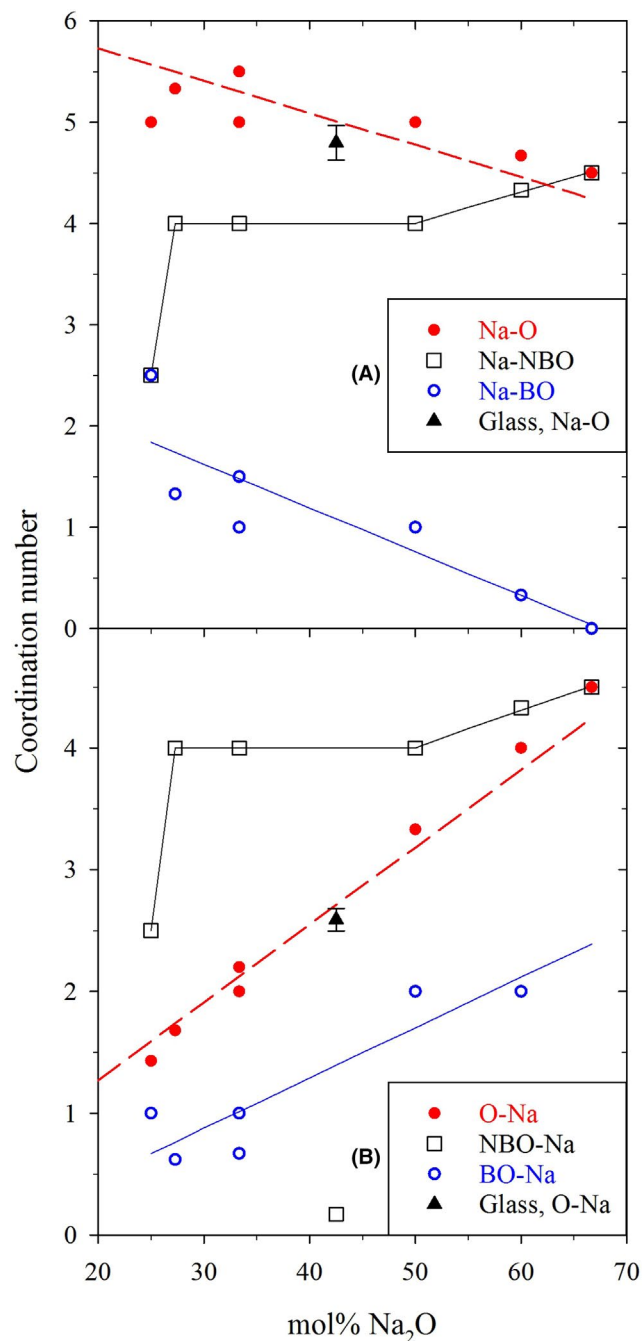 6
5
4
3
2
1
0
Na-O
Na-NBO
Na-BO
Glass, Na-O
(A)
Coordination number
4
3
2
1
0
O-Na
NBO-Na
BO-Na
Glass, O-Na
(B)
20 30 40 50 60 70
mol% Na₂O